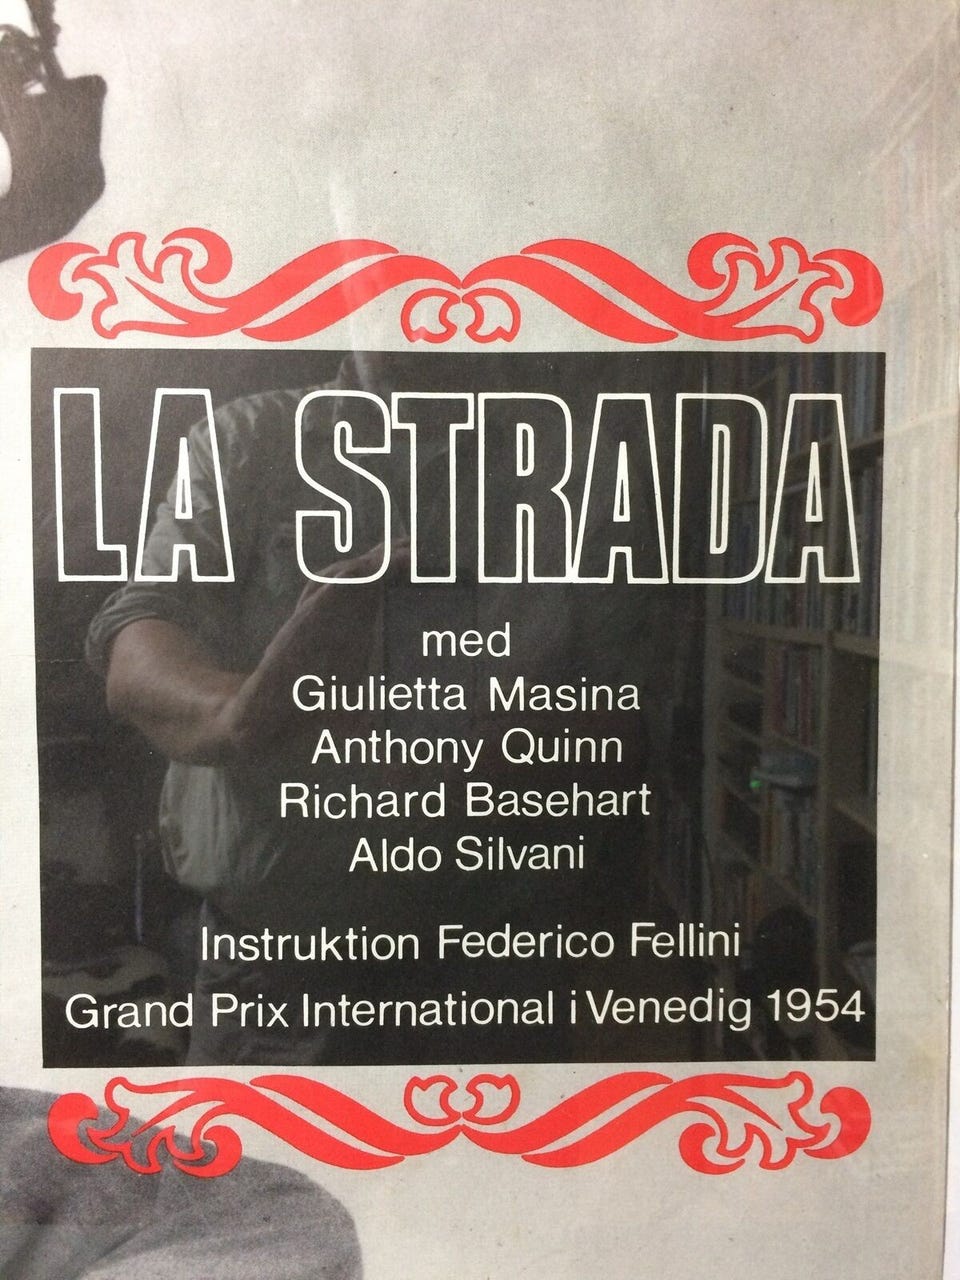 LA STRADA
med
Giulietta Masina
Anthony Quinn
Richard Basehart
Aldo Silvani
Instruktion Federico Fellini
Grand Prix International i Venedig 1954